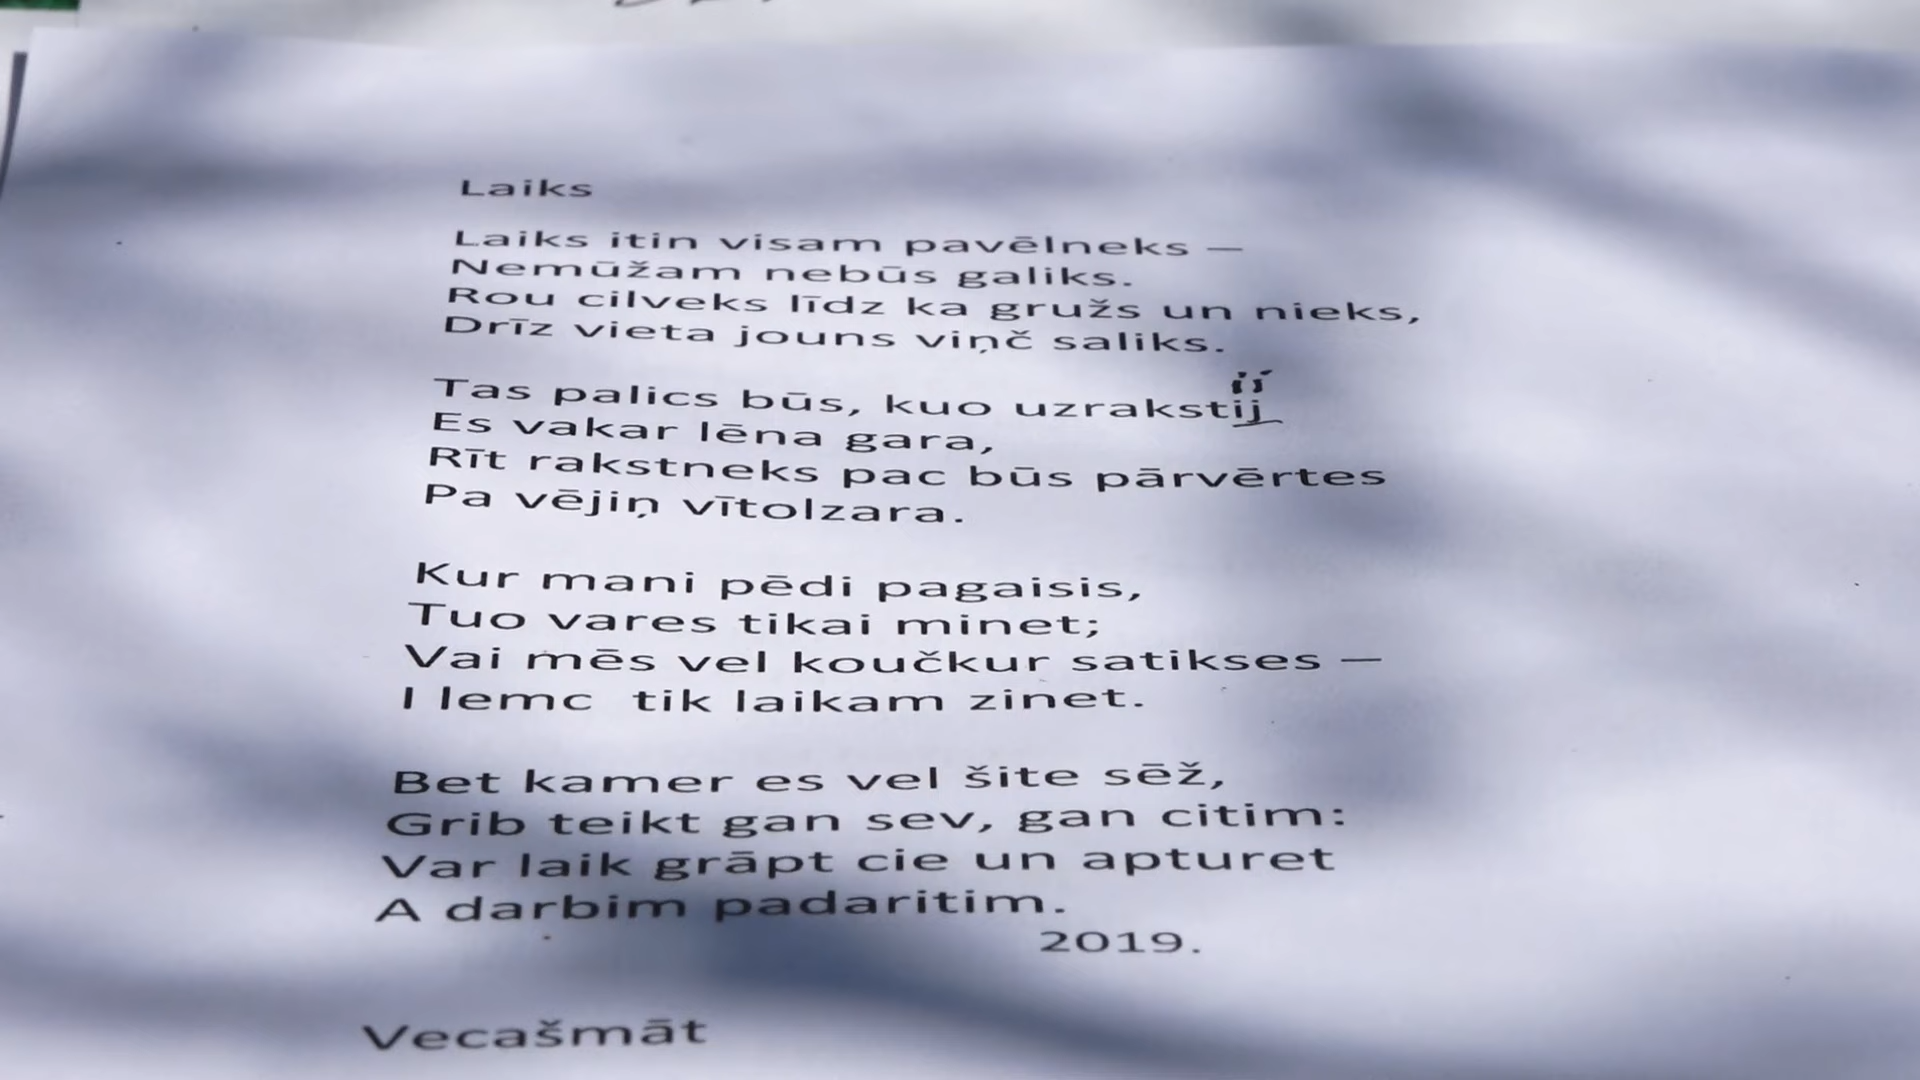 Laiks
Laiks itin visam pavēlneks —
Nemūžam nebūs galiks.
Rou cilveks līdz ka gružs un nieks,
Drīz vieta jouns viņč saliks.
Tas palics būs, kuo uzrakstij
Es vakar lēna gara,
Rīt rakstneks pac būs pārvērtes
Pa vējiņ vītolzara.
Kur mani pēdi pagaisis,
Tuo vares tikai minet;
Vai mēs vel koučkur satikses —
I lemc tik laikam zinet.
Bet kamer es vel šite sēž,
Grib teikt gan sev, gan citim:
Var laik grāpt cie un apturet
A darbim padaritim.
2019.
Vecašmāt